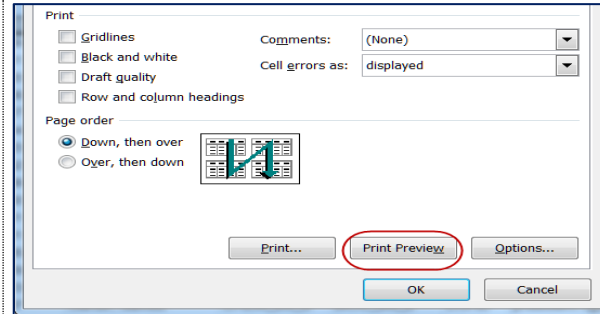 Print
Gridlines
Comments: (None)
Black and white
Cell errors as: displayed
Draft quality
Row and column headings
Page order
Down, then over
Over, then down
Print... Print Preview Options...
OK Cancel